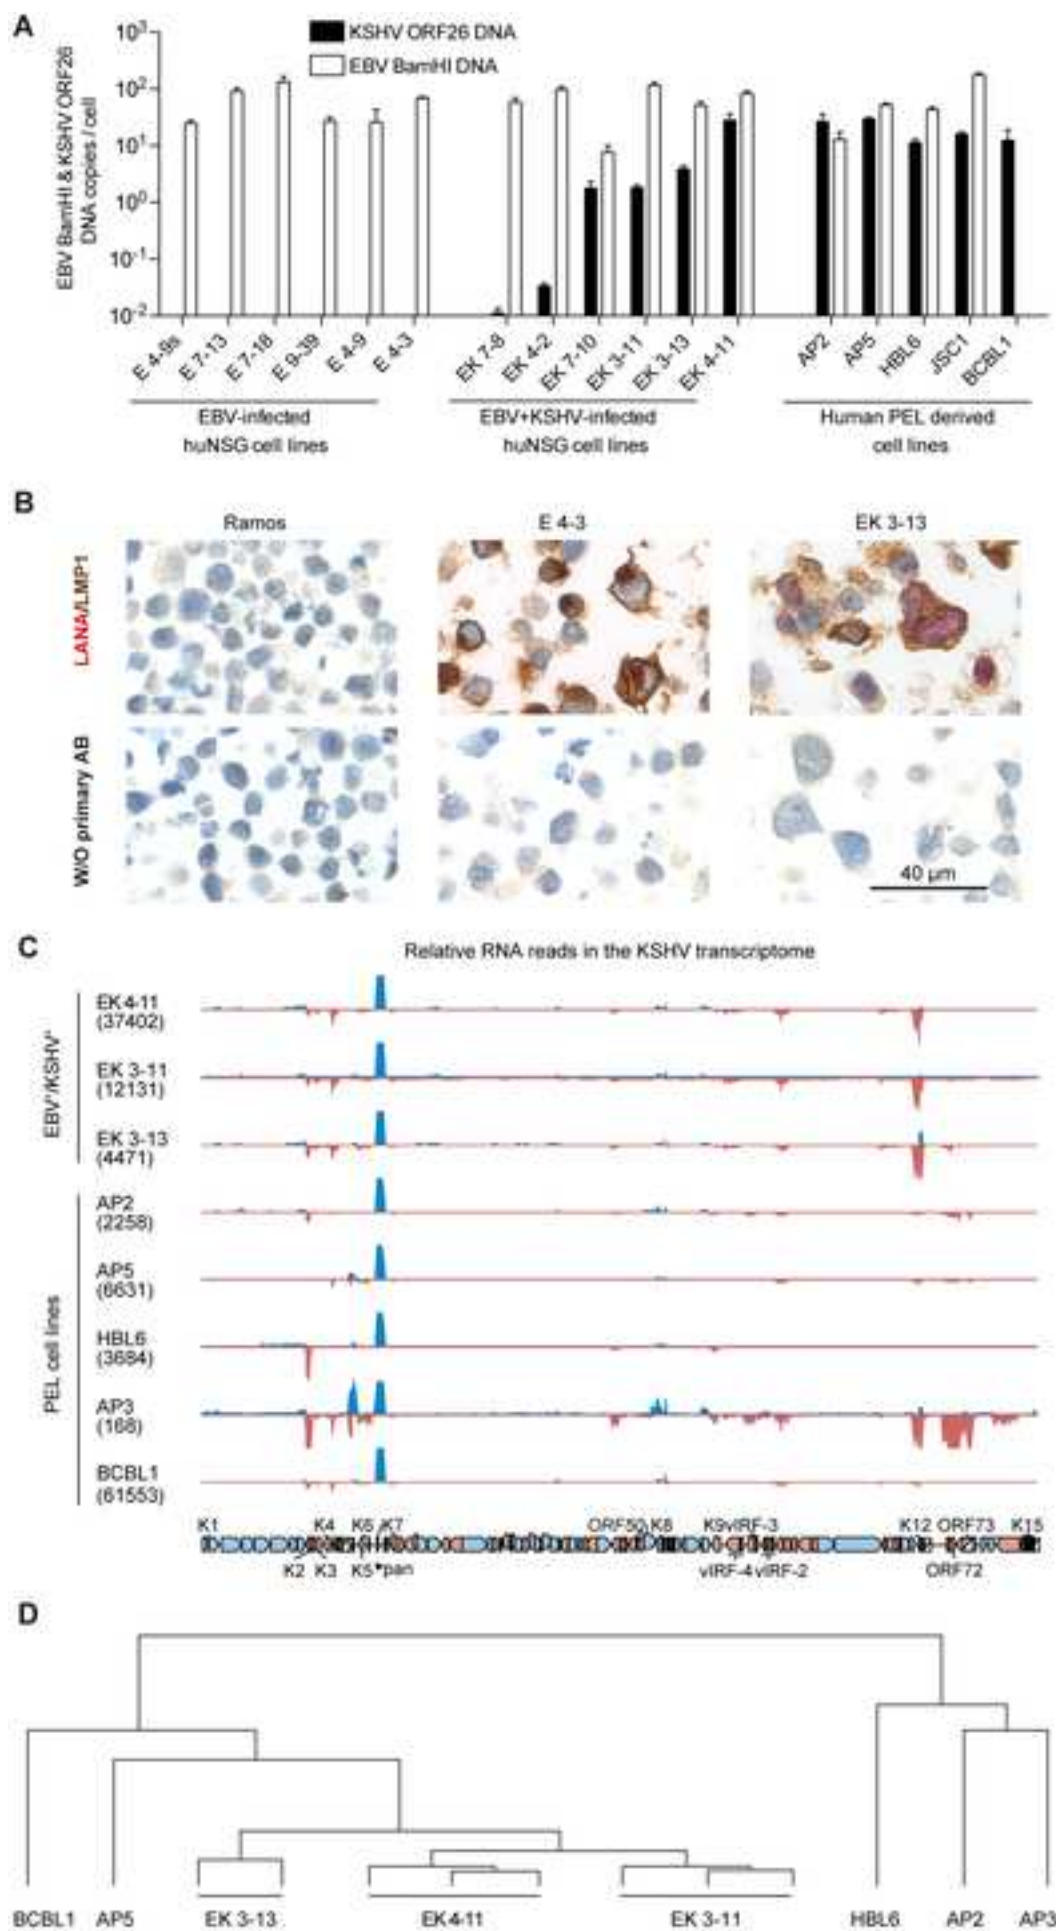 A
KSHV ORF26 DNA
EBV BamHI DNA
EBV BamHI & KSHV ORF26
DNA copies / cell
10³
10²
10¹
10⁰
10⁻¹
10⁻²
E 4-9s E 7-13 E 7-18 E 9-39 E 4-9 E 4-3 EK 7-8 EK 4-2 EK 7-10 EK 3-11 EK 3-13 EK 4-11 AP2 AP5 HBL6 JSC1 BCBL1
EBV-infected EBV+KSHV-infected Human PEL derived
huNSG cell lines huNSG cell lines cell lines
B
Ramos E 4-3 EK 3-13
LANA/LMP1
W/O primary AB
40 µm
C
Relative RNA reads in the KSHV transcriptome
EBV⁺/KSHV⁺
EK 4-11
(37402)
EK 3-11
(12131)
EK 3-13
(4471)
PEL cell lines
AP2
(2258)
AP5
(6631)
HBL6
(3684)
AP3
(168)
BCBL1
(61553)
K1 K4 K6 K7 ORF50 K8 K9 vIRF-3 K12 ORF73 K15
K2 K3 K5 pan vIRF-4 vIRF-2 ORF72
D
BCBL1 AP5 EK 3-13 EK4-11 EK 3-11 HBL6 AP2 AP3